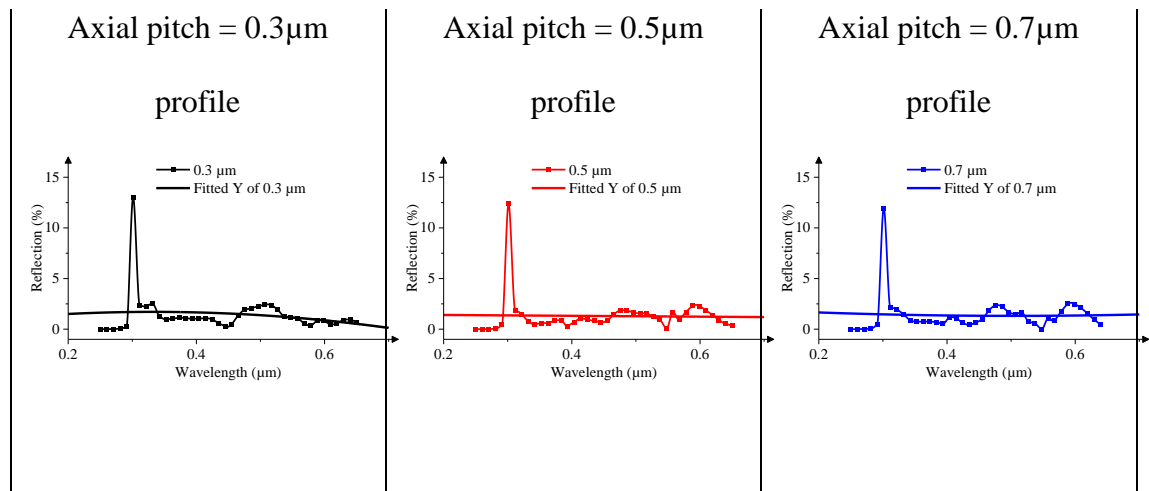 Axial pitch = 0.3µm
profile
0.3 µm
Fitted Y of 0.3 µm
15
10
5
0
Reflection (%)
0.2
0.4
0.6
Wavelength (µm)
Axial pitch = 0.5µm
profile
0.5 µm
Fitted Y of 0.5 µm
15
10
5
0
Reflection (%)
0.2
0.4
0.6
Wavelength (µm)
Axial pitch = 0.7µm
profile
0.7 µm
Fitted Y of 0.7 µm
15
10
5
0
Reflection (%)
0.2
0.4
0.6
Wavelength (µm)